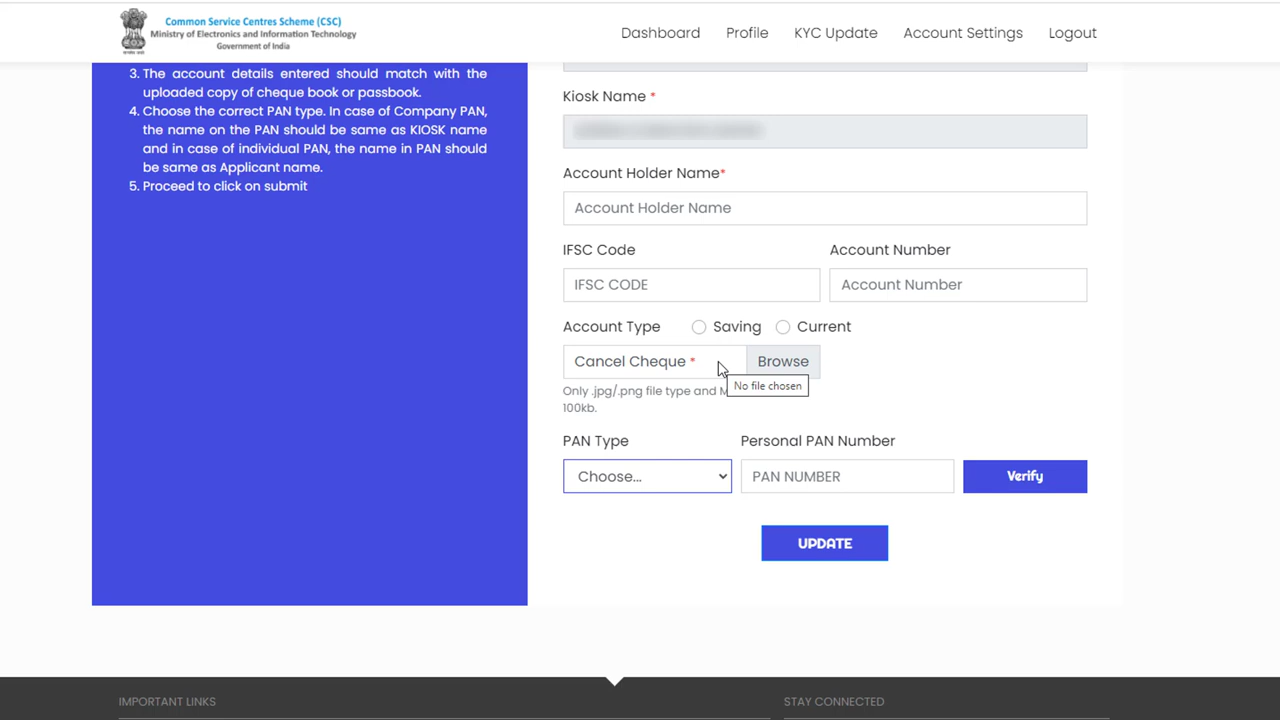 Common Service Centres Scheme (CSC)
Ministry of Electronics and Information Technology
Government of India
Dashboard
Profile
KYC Update
Account Settings
Logout
3. The account details entered should match with the
uploaded copy of cheque book or passbook.
4. Choose the correct PAN type. In case of Company PAN,
the name on the PAN should be same as KIOSK name
and in case of individual PAN, the name in PAN should
be same as Applicant name.
5. Proceed to click on submit
Kiosk Name *
Account Holder Name*
Account Holder Name
IFSC Code
Account Number
IFSC CODE
Account Number
Account Type
Saving
Current
Cancel Cheque *
Browse
No file chosen
Only .jpg/.png file type and
100kb.
PAN Type
Personal PAN Number
Choose...
PAN NUMBER
Verify
UPDATE
IMPORTANT LINKS
STAY CONNECTED